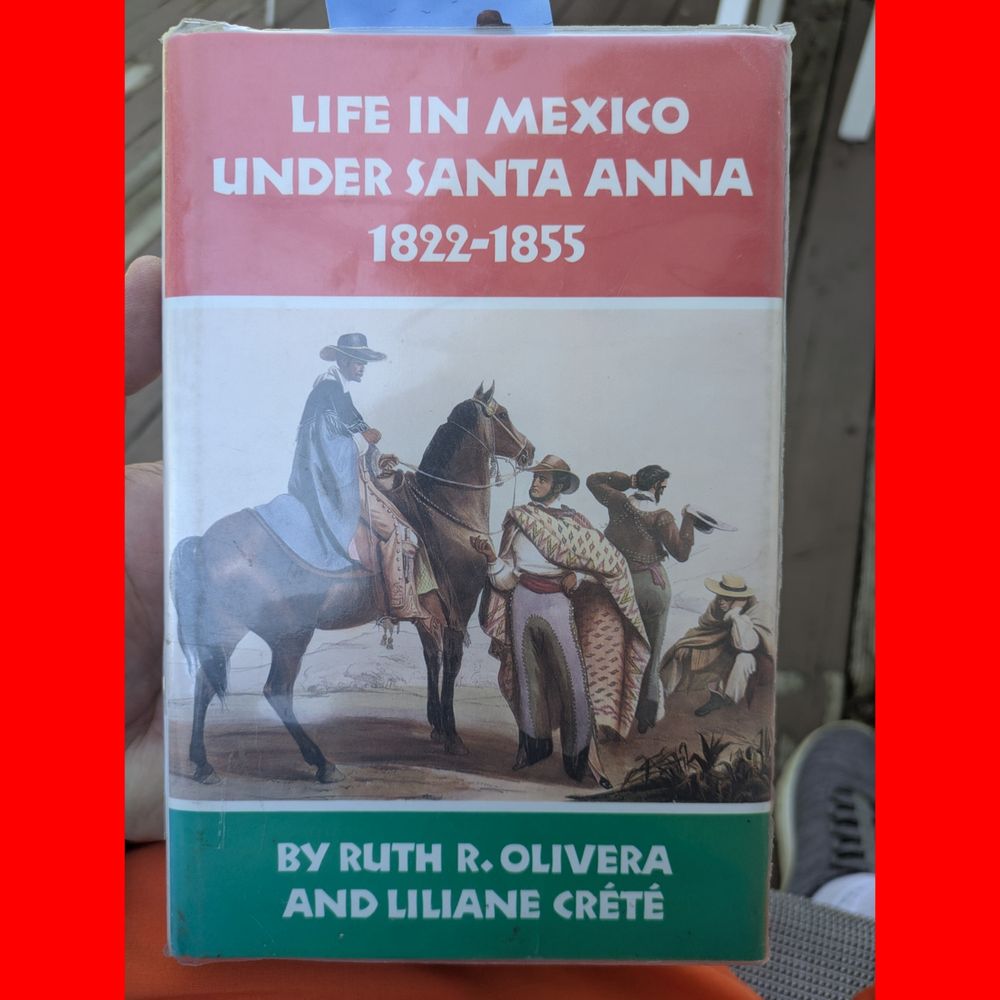 LIFE IN MEXICO
UNDER SANTA ANNA
1822-1855
BY RUTH R. OLIVERA
AND LILIANE CRÉTÉ